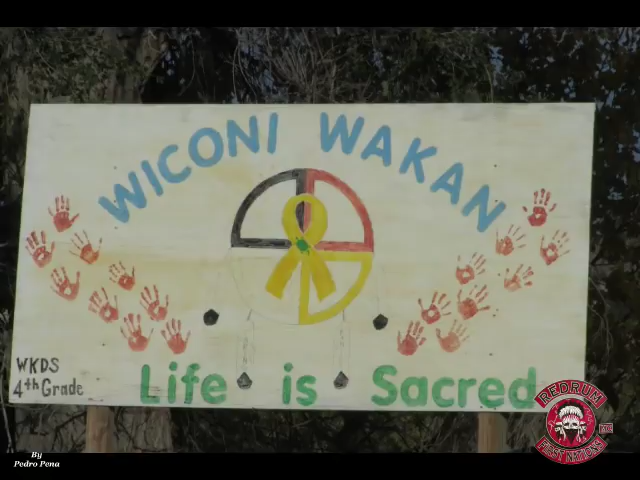 WICONI WAKAN
WKDS
4th Grade
Life is Sacred
REDRUM
FIRST NATIONS
By
Pedro Pena